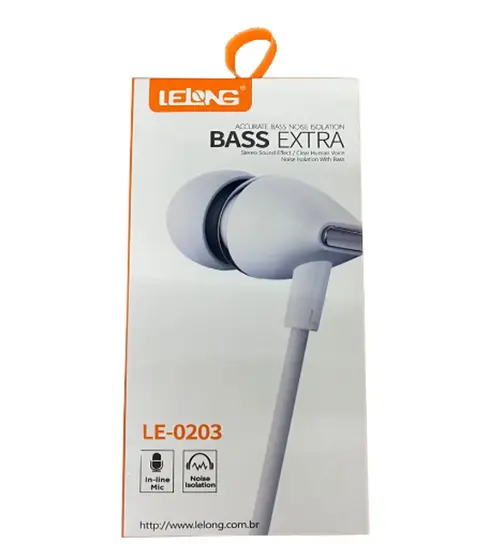 LELONG®
ACCURATE BASS NOISE ISOLATION
BASS EXTRA
Stereo Sound Effect / Clear Human Voice
Noise Isolation With Bass
L
LE-0203
In-line
Mic
Noise
Isolation
http://www.lelong.com.br